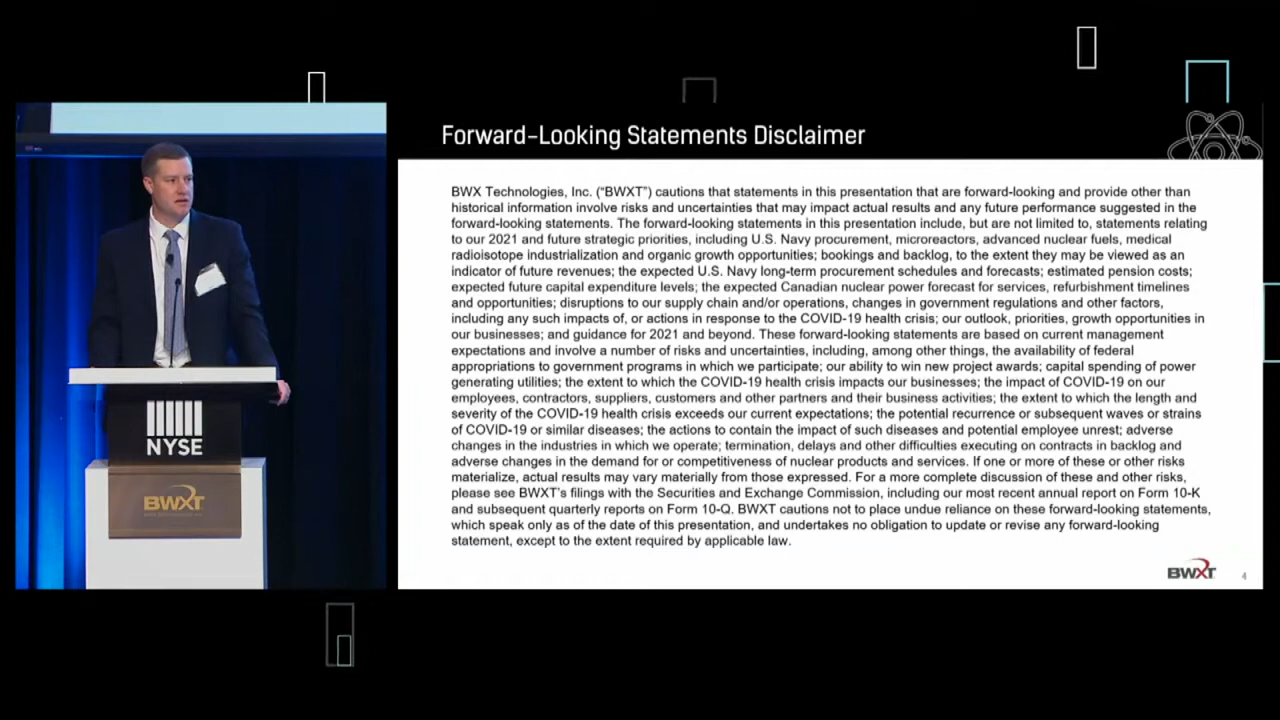 Forward-Looking Statements Disclaimer
BWX Technologies, Inc. (“BWXT”) cautions that statements in this presentation that are forward-looking and provide other than
historical information involve risks and uncertainties that may impact actual results and any future performance suggested in the
forward-looking statements. The forward-looking statements in this presentation include, but are not limited to, statements relating
to our 2021 and future strategic priorities, including U.S. Navy procurement, microreactors, advanced nuclear fuels, medical
radioisotope industrialization and organic growth opportunities; bookings and backlog, to the extent they may be viewed as an
indicator of future revenues; the expected U.S. Navy long-term procurement schedules and forecasts; estimated pension costs;
expected future capital expenditure levels; the expected Canadian nuclear power forecast for services, refurbishment timelines
and opportunities; disruptions to our supply chain and/or operations, changes in government regulations and other factors,
including any such impacts of, or actions in response to the COVID-19 health crisis; our outlook, priorities, growth opportunities in
our businesses; and guidance for 2021 and beyond. These forward-looking statements are based on current management
expectations and involve a number of risks and uncertainties, including, among other things, the availability of federal
appropriations to government programs in which we participate; our ability to win new project awards; capital spending of power
generating utilities; the extent to which the COVID-19 health crisis impacts our businesses; the impact of COVID-19 on our
employees, contractors, suppliers, customers and other partners and their business activities; the extent to which the length and
severity of the COVID-19 health crisis exceeds our current expectations; the potential recurrence or subsequent waves or strains
of COVID-19 or similar diseases; the actions to contain the impact of such diseases and potential employee unrest; adverse
changes in the industries in which we operate; termination, delays and other difficulties executing on contracts in backlog and
adverse changes in the demand for or competitiveness of nuclear products and services. If one or more of these or other risks
materialize, actual results may vary materially from those expressed. For a more complete discussion of these and other risks,
please see BWXT’s filings with the Securities and Exchange Commission, including our most recent annual report on Form 10-K
and subsequent quarterly reports on Form 10-Q. BWXT cautions not to place undue reliance on these forward-looking statements,
which speak only as of the date of this presentation, and undertakes no obligation to update or revise any forward-looking
statement, except to the extent required by applicable law.
NYSE
BWXT
BWXT
4